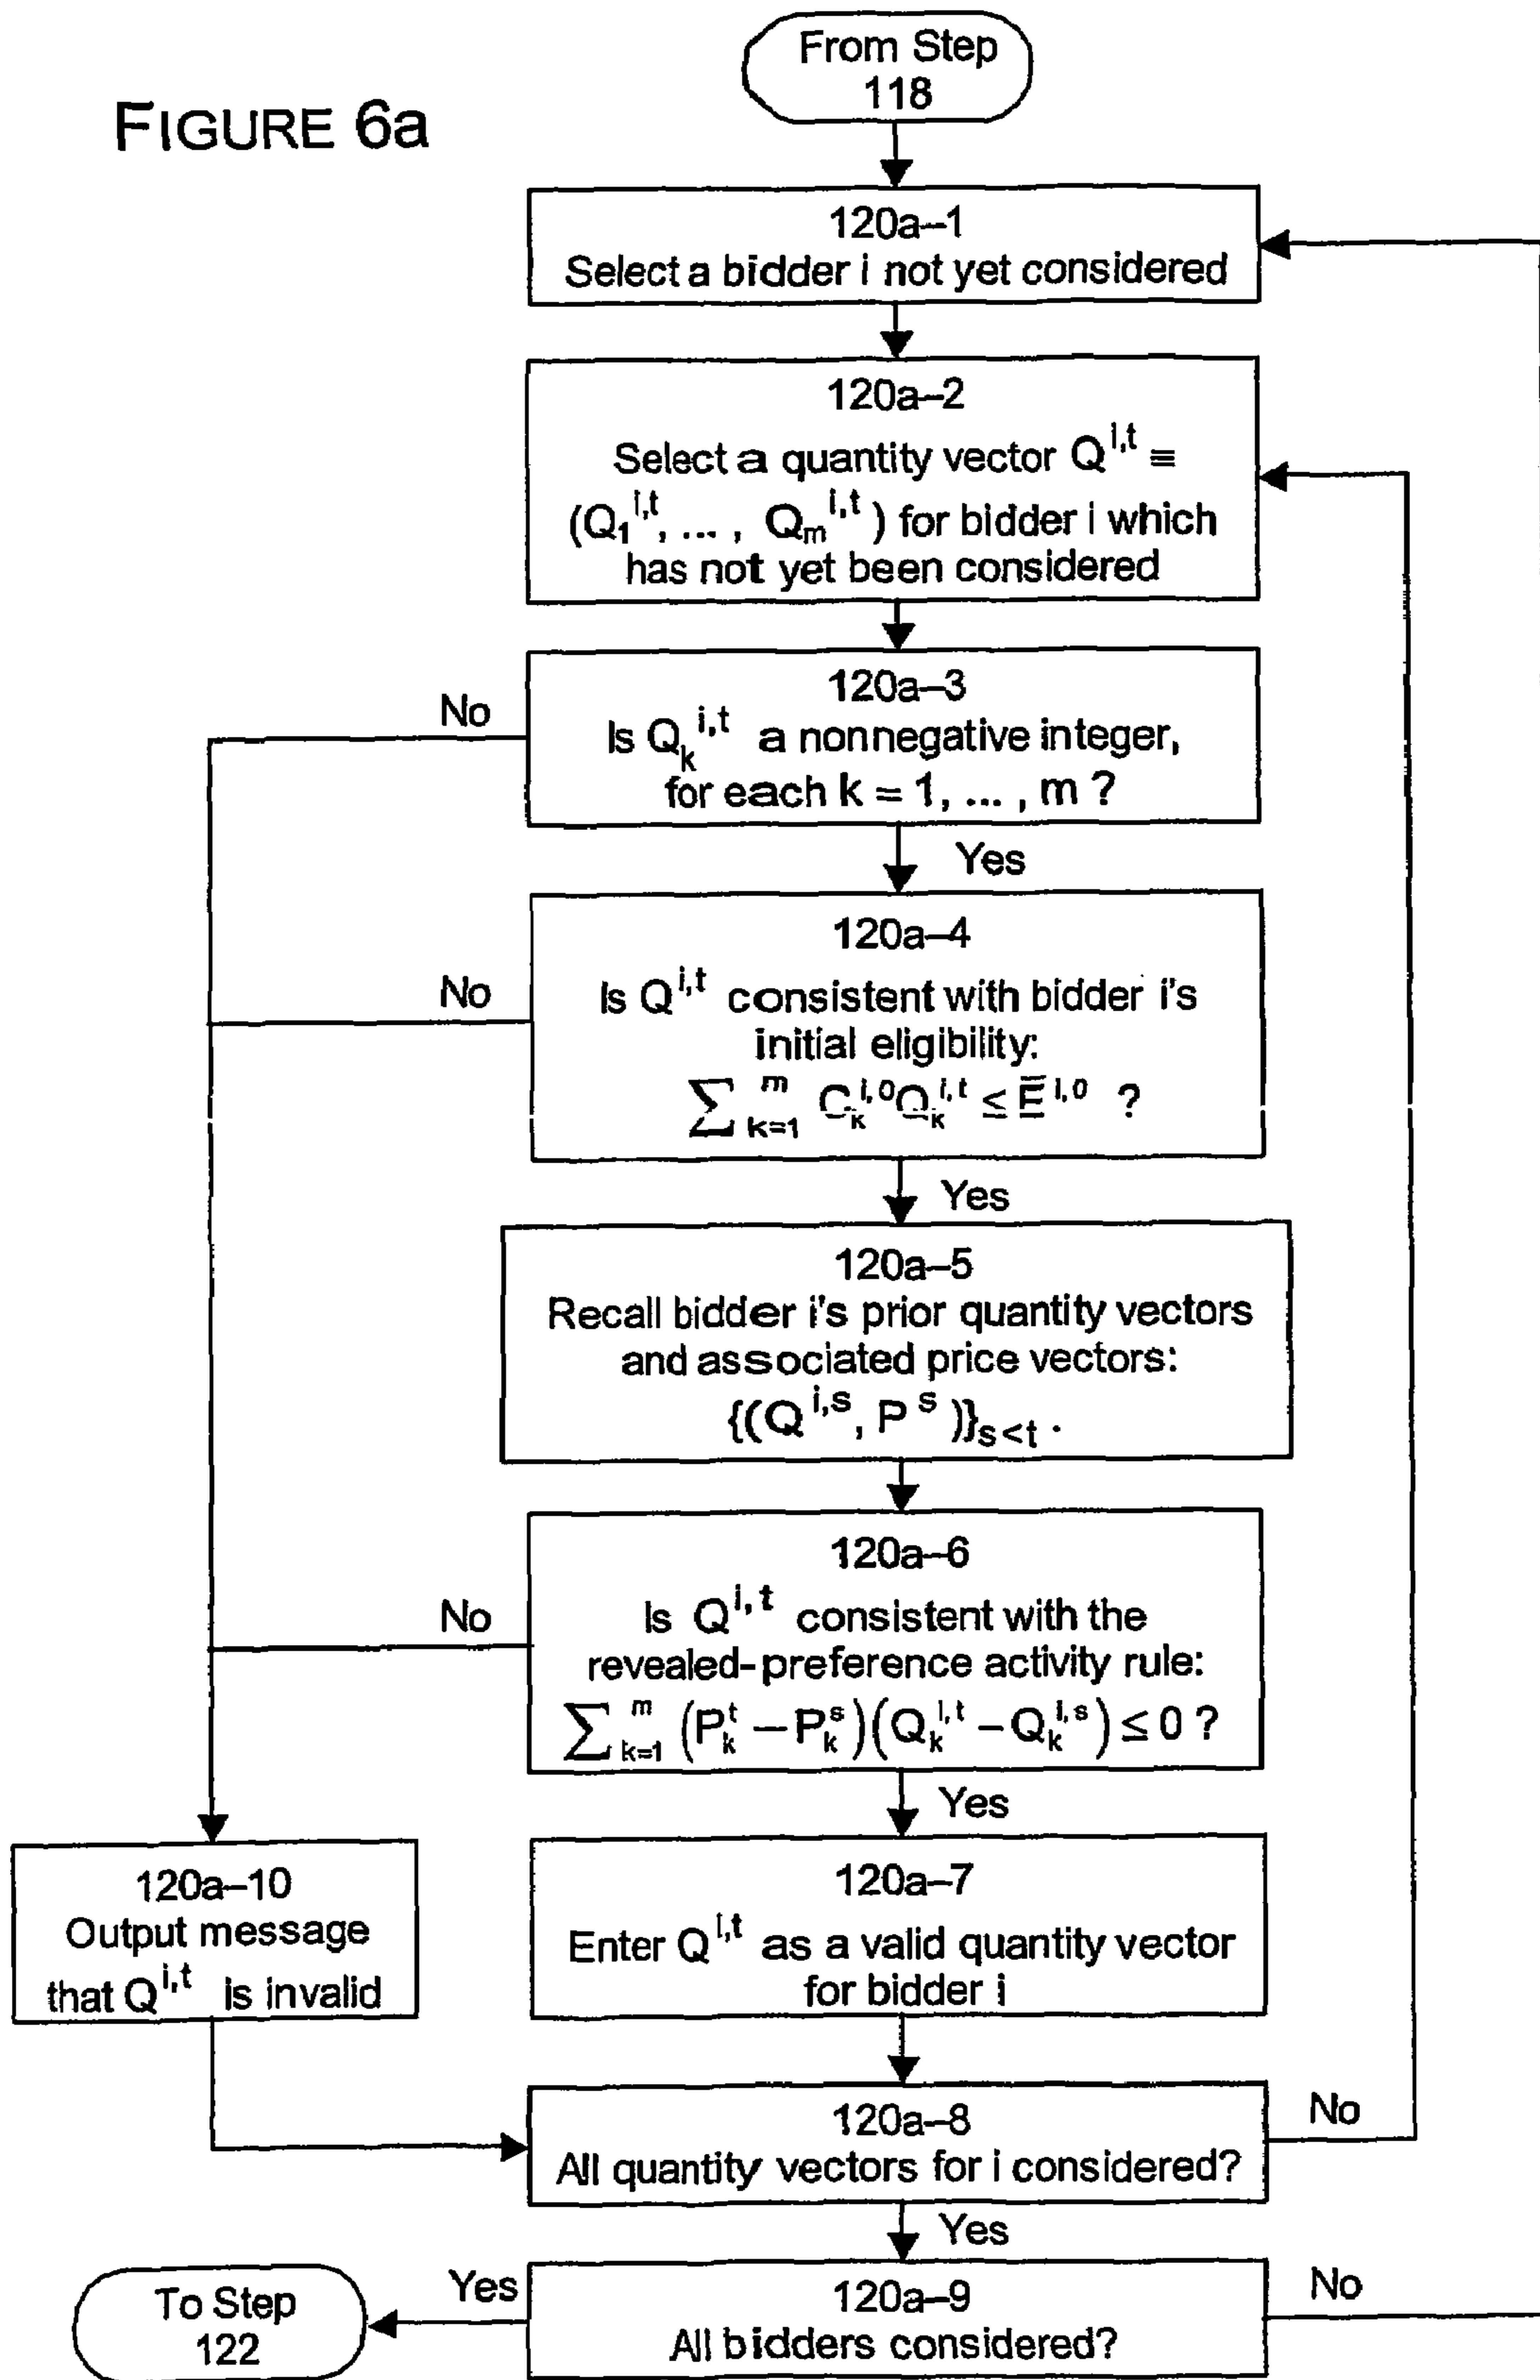 FIGURE 6a
From Step
118
120a–1
Select a bidder i not yet considered
120a–2
Select a quantity vector Q^{i,t} ≡
(Q_1^{i,t}, ... , Q_m^{i,t}) for bidder i which
has not yet been considered
120a–3
Is Q_k^{i,t} a nonnegative integer,
for each k = 1, ... , m ?
No
Yes
120a–4
Is Q^{i,t} consistent with bidder i's
initial eligibility:
∑_{k=1}^{m} C_k^{i,0} Q_k^{i,t} ≤ E̅^{i,0} ?
No
Yes
120a–5
Recall bidder i's prior quantity vectors
and associated price vectors:
{(Q^{i,s}, P^s)}_{s<t} .
120a–6
Is Q^{i,t} consistent with the
revealed-preference activity rule:
∑_{k=1}^{m} (P_k^t – P_k^s)(Q_k^{i,t} – Q_k^{i,s}) ≤ 0 ?
No
Yes
120a–10
Output message
that Q^{i,t} is invalid
120a–7
Enter Q^{i,t} as a valid quantity vector
for bidder i
120a–8
All quantity vectors for i considered?
No
Yes
120a–9
All bidders considered?
Yes
No
To Step
122